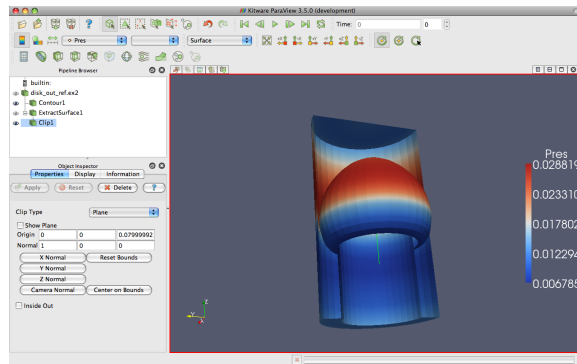 Kitware ParaView 3.5.0 (development)
Time: 0 0
Pres Surface
Pipeline Browser
builtin:
disk_out_ref.ex2
Contour1
ExtractSurface1
Clip1
Object Inspector
Properties Display Information
Apply Reset Delete ?
Clip Type Plane
Show Plane
Origin 0 0 0.07999992
Normal 1 0 0
X Normal Reset Bounds
Y Normal
Z Normal
Camera Normal Center on Bounds
Inside Out
Pres
0.028819
0.023310
0.017802
0.012294
0.006785
Z
Y
X